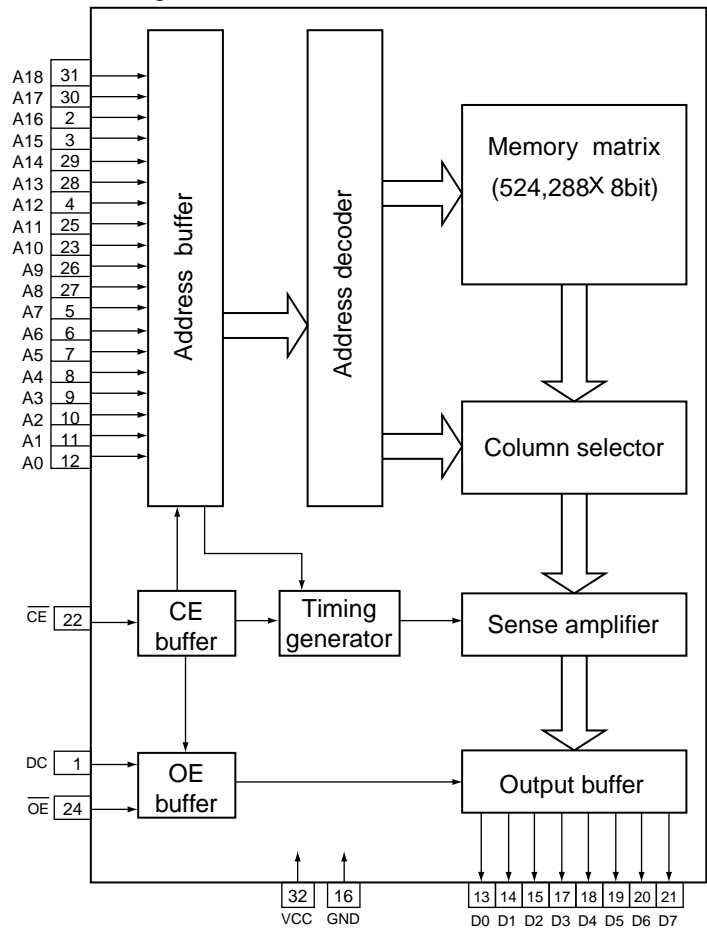 A18 31
A17 30
A16 2
A15 3
A14 29
A13 28
A12 4
A11 25
A10 23
A9 26
A8 27
A7 5
A6 6
A5 7
A4 8
A3 9
A2 10
A1 11
A0 12
Address buffer
Address decoder
Memory matrix
(524,288X 8bit)
Column selector
CE 22
CE
buffer
Timing
generator
Sense amplifier
DC 1
OE 24
OE
buffer
Output buffer
32 16 13 14 15 17 18 19 20 21
VCC GND D0 D1 D2 D3 D4 D5 D6 D7